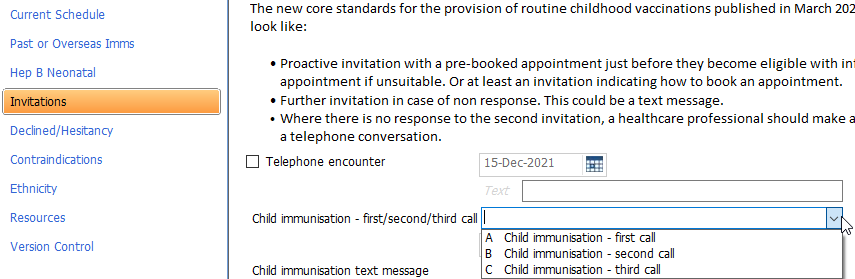 Current Schedule
Past or Overseas Imms
Hep B Neonatal
Invitations
Declined/Hesitancy
Contraindications
Ethnicity
Resources
Version Control
The new core standards for the provision of routine childhood vaccinations published in March 202
look like:
• Proactive invitation with a pre-booked appointment just before they become eligible with in
appointment if unsuitable. Or at least an invitation indicating how to book an appointment.
• Further invitation in case of non response. This could be a text message.
• Where there is no response to the second invitation, a healthcare professional should make a
a telephone conversation.
Telephone encounter 15-Dec-2021
Text
Child immunisation - first/second/third call
A Child immunisation - first call
B Child immunisation - second call
C Child immunisation - third call
Child immunisation text message